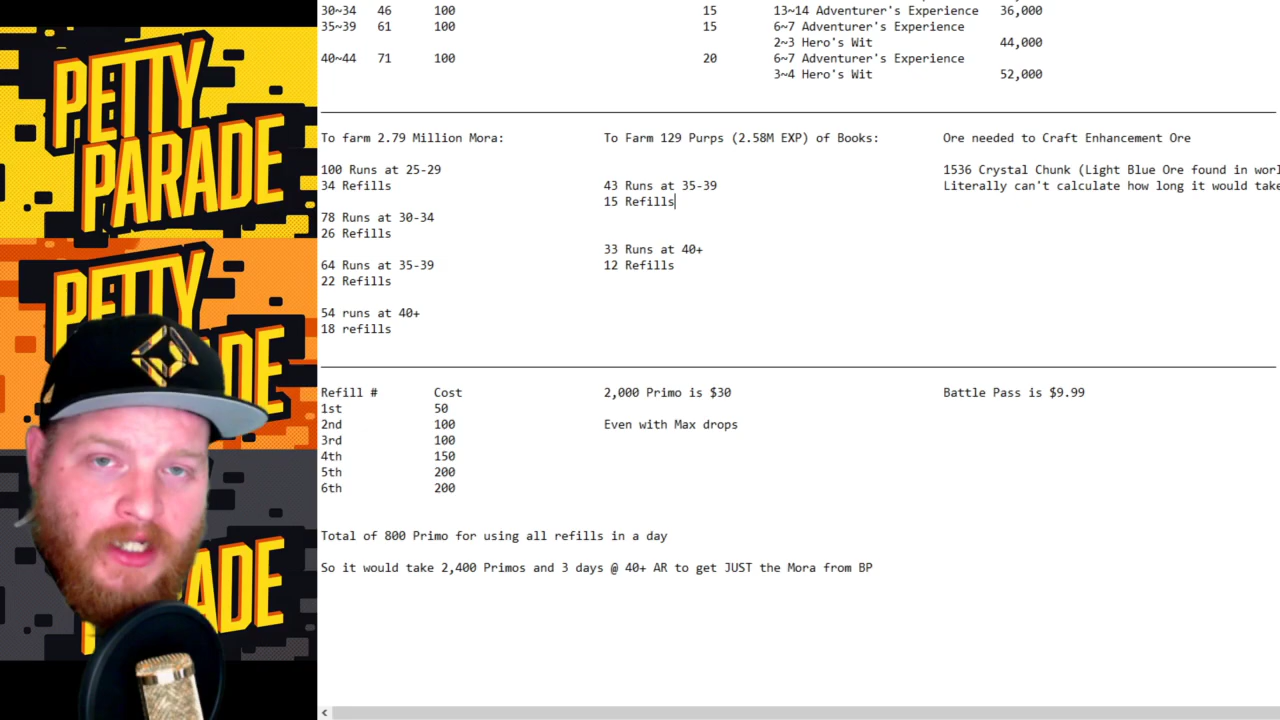 PETTY
PARADE
PETTY
ADE
ADE
30~34 46 100 15 13~14 Adventurer's Experience 36,000
35~39 61 100 15 6~7 Adventurer's Experience
2~3 Hero's Wit 44,000
40~44 71 100 20 6~7 Adventurer's Experience
3~4 Hero's Wit 52,000
To farm 2.79 Million Mora: To Farm 129 Purps (2.58M EXP) of Books: Ore needed to Craft Enhancement Ore
100 Runs at 25-29 1536 Crystal Chunk (Light Blue Ore found in worl
34 Refills 43 Runs at 35-39 Literally can't calculate how long it would take
15 Refills
78 Runs at 30-34
26 Refills 33 Runs at 40+
64 Runs at 35-39 12 Refills
22 Refills
54 runs at 40+
18 refills
Refill # Cost 2,000 Primo is $30 Battle Pass is $9.99
1st 50
2nd 100 Even with Max drops
3rd 100
4th 150
5th 200
6th 200
Total of 800 Primo for using all refills in a day
So it would take 2,400 Primos and 3 days @ 40+ AR to get JUST the Mora from BP